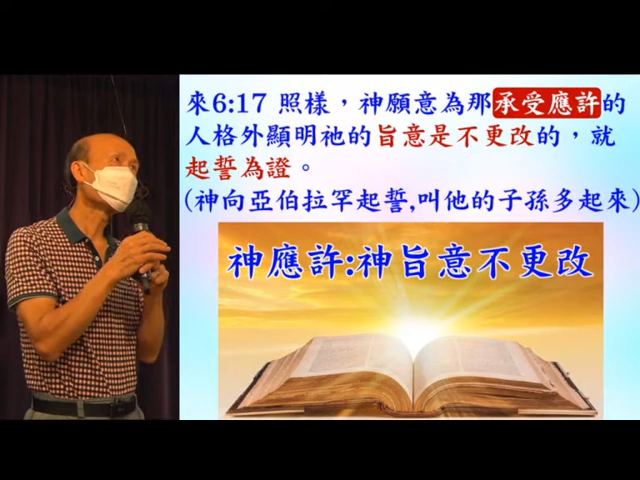 來6:17 照樣，神願意為那承受應許的
人格外顯明祂的旨意是不更改的，就
起誓為證。
(神向亞伯拉罕起誓,叫他的子孫多起來)
神應許:神旨意不更改